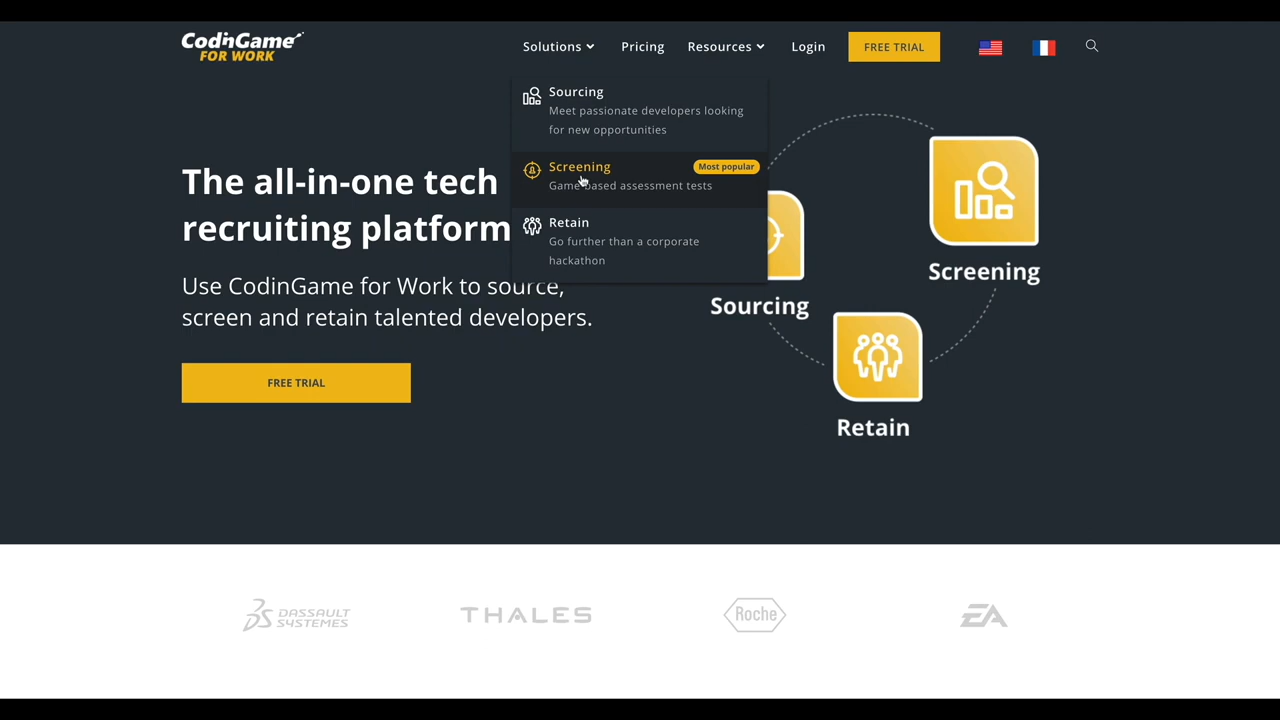 CodinGame
FOR WORK
Solutions
Pricing
Resources
Login
FREE TRIAL
Sourcing
Meet passionate developers looking
for new opportunities
Screening
Most popular
Game-based assessment tests
Retain
Go further than a corporate
hackathon
The all-in-one tech
recruiting platform
Use CodinGame for Work to source,
screen and retain talented developers.
FREE TRIAL
Screening
Sourcing
Retain
DASSAULT
SYSTEMES
THALES
Roche
EA